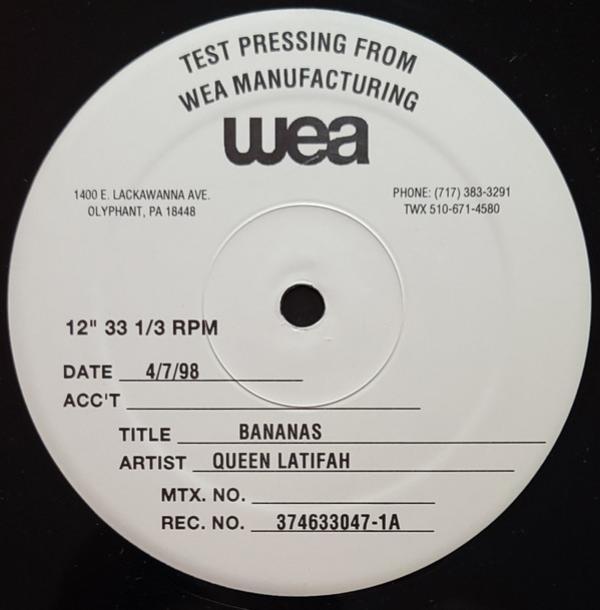 TEST PRESSING FROM
WEA MANUFACTURING
wea
1400 E. LACKAWANNA AVE.
OLYPHANT, PA 18448
PHONE: (717) 383-3291
TWX 510-671-4580
12" 33 1/3 RPM
DATE 4/7/98
ACC'T
TITLE BANANAS
ARTIST QUEEN LATIFAH
MTX. NO.
REC. NO. 374633047-1A